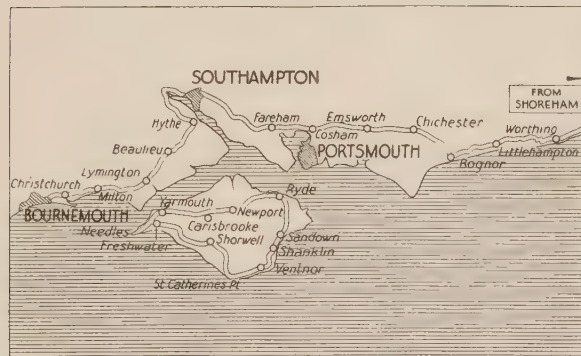 SOUTHAMPTON
FROM
SHOREHAM
Hythe
Fareham
Emsworth
Chichester
Cosham
Worthing
Beaulieu
PORTSMOUTH
Littlehampton
Bognor
Lymington
Christchurch
Milton
Ryde
Yarmouth
BOURNEMOUTH
Newport
Needles
Carisbrooke
Freshwater
Shorwell
Sandown
Shanklin
Ventnor
St Catherines Pt